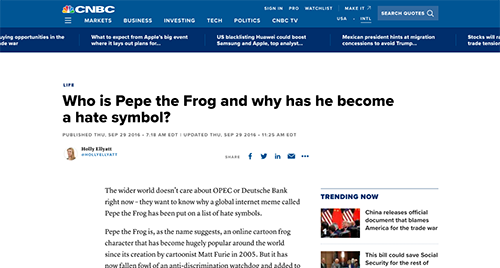 CNBC
SIGN IN PRO WATCHLIST MAKE IT
USA INTL
SEARCH QUOTES
MARKETS BUSINESS INVESTING TECH POLITICS CNBC TV
uying opportunities in the
de war
What to expect from Apple's big event
where it lays out plans for...
US blacklisting Huawei could boost
Samsung and Apple, top analyst...
Mexican president hints at migration
concessions to avoid Trump...
Stocks will ra
trade tension
LIFE
Who is Pepe the Frog and why has he become
a hate symbol?
PUBLISHED THU, SEP 29 2016 • 7:18 AM EDT | UPDATED THU, SEP 29 2016 • 11:25 AM EDT
Holly Ellyatt
@HOLLYELLYATT
SHARE
The wider world doesn't care about OPEC or Deutsche Bank
right now – they want to know why a global internet meme called
Pepe the Frog has been put on a list of hate symbols.
Pepe the Frog is, as the name suggests, an online cartoon frog
character that has become hugely popular around the world
since its creation by cartoonist Matt Furie in 2005. But it has
now fallen foul of an anti-discrimination watchdog and added to
TRENDING NOW
1
China releases official
document that blames
America for the trade war
This bill could save Social
Security for the rest of